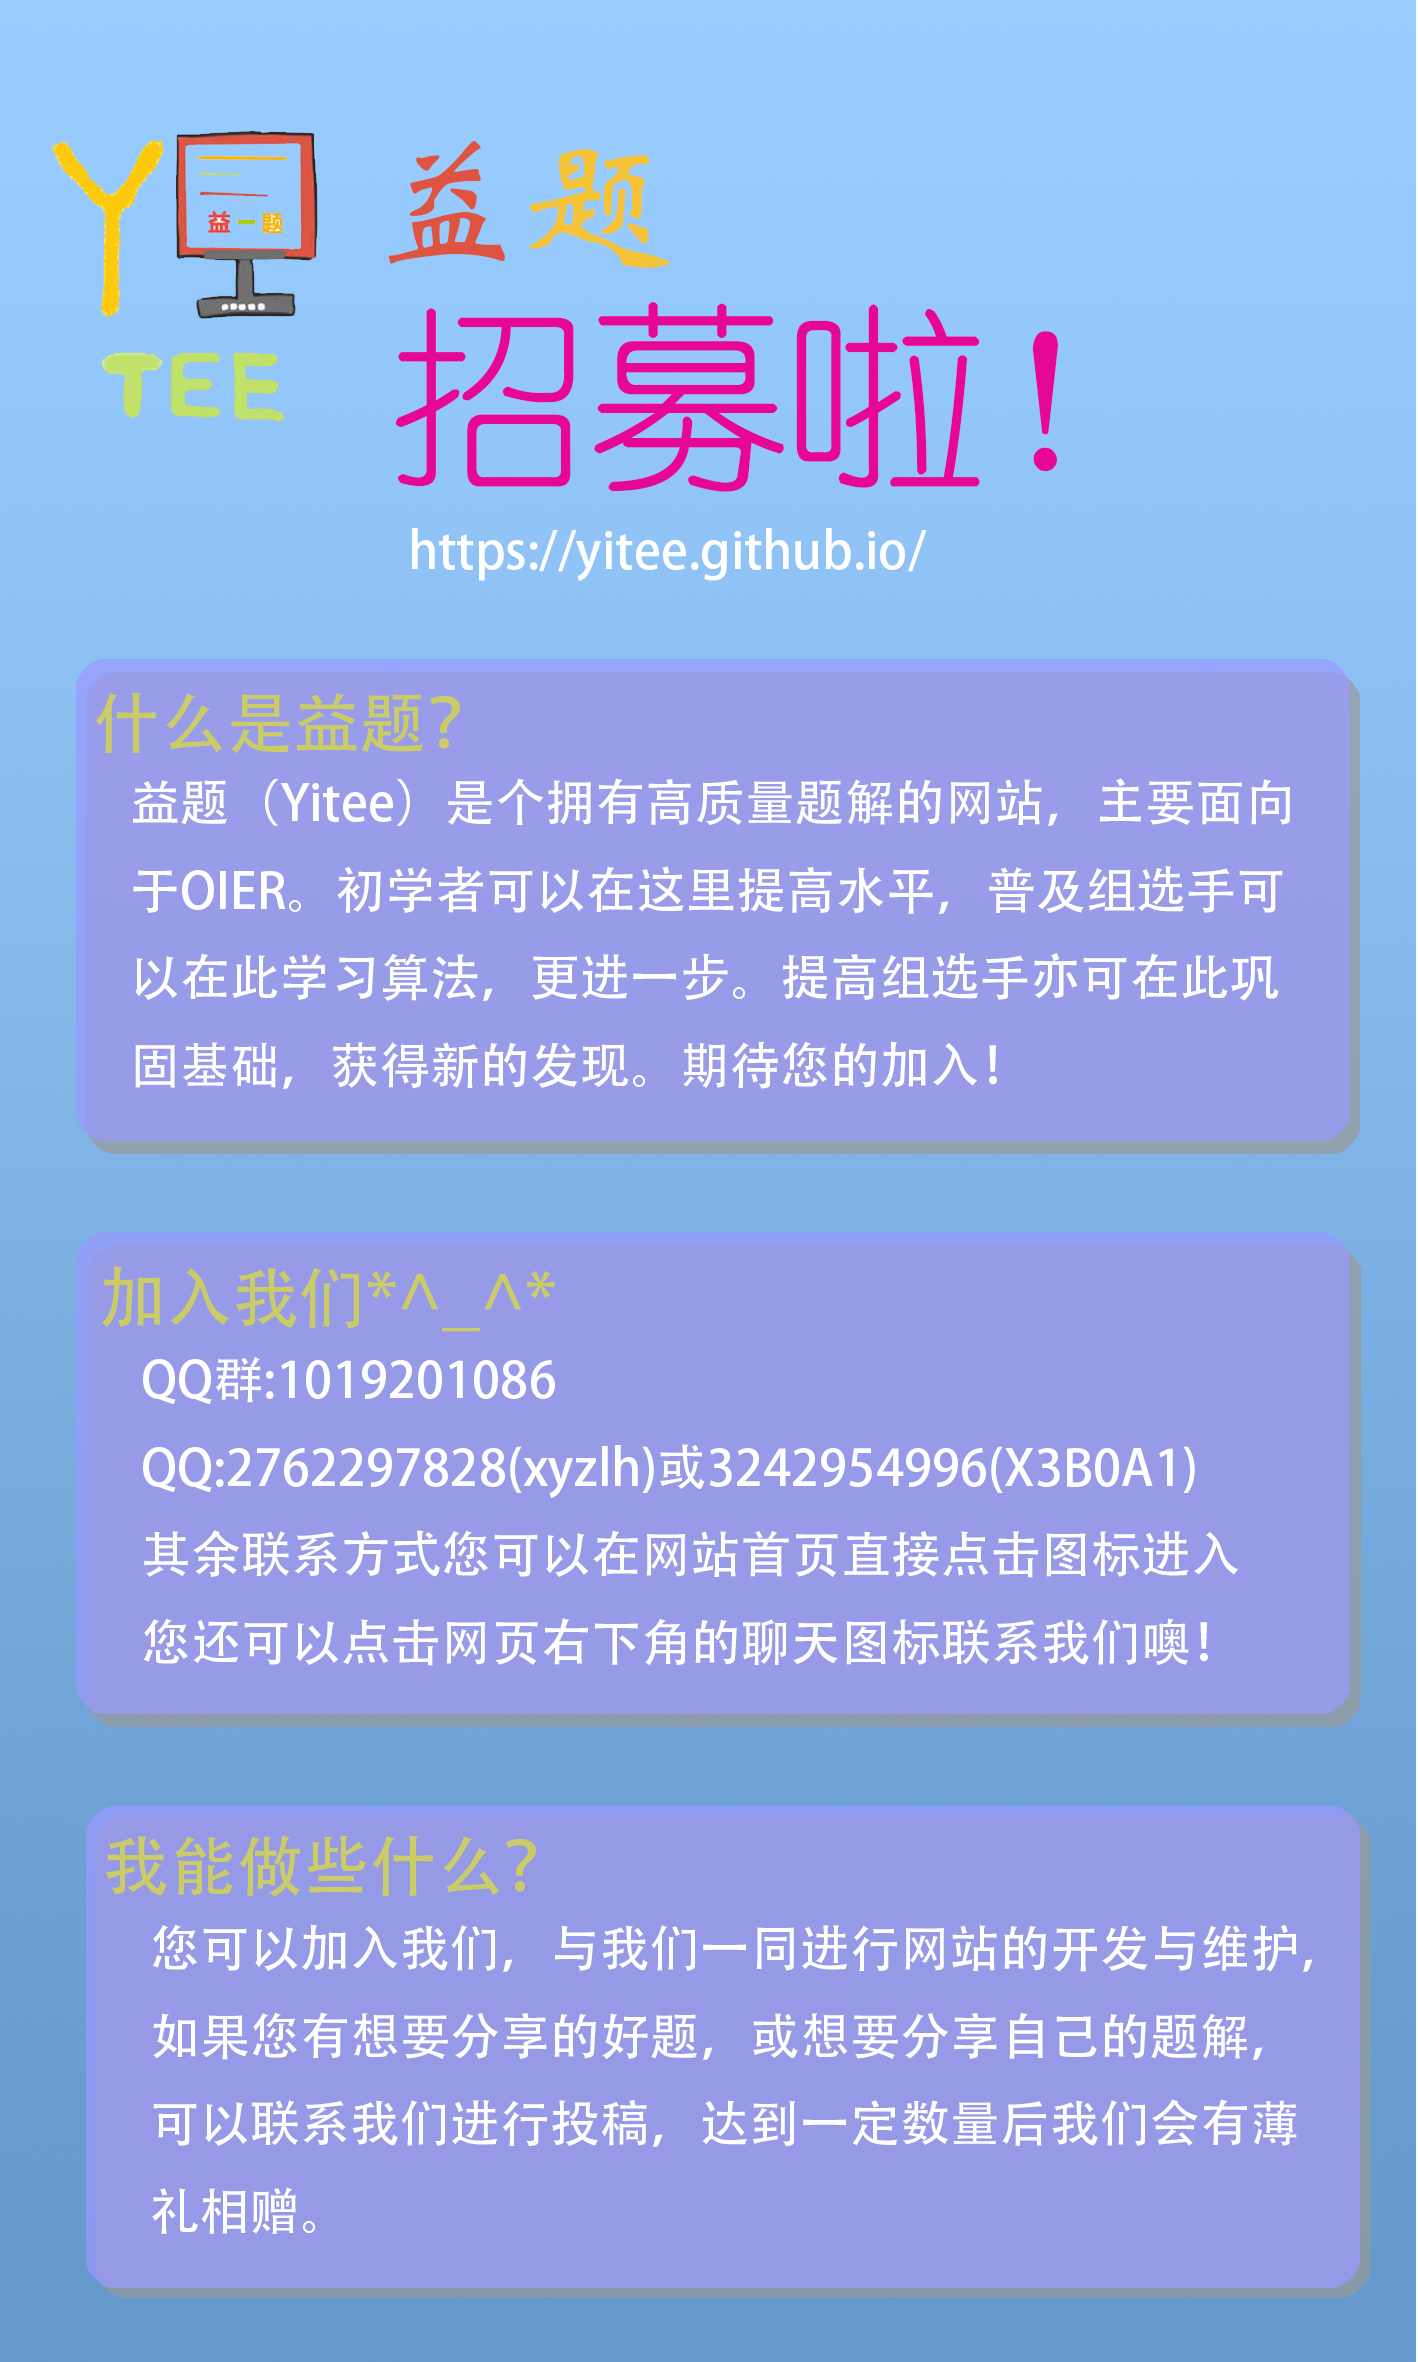 Y
益一题
TEE
益题
招募啦！
https://yitee.github.io/
什么是益题？
益题（Yitee）是个拥有高质量题解的网站，主要面向
于OIER。初学者可以在这里提高水平，普及组选手可
以在此学习算法，更进一步。提高组选手亦可在此巩
固基础，获得新的发现。期待您的加入！
加入我们*^_^*
QQ群:1019201086
QQ:2762297828(xyzlh)或3242954996(X3B0A1)
其余联系方式您可以在网站首页直接点击图标进入
您还可以点击网页右下角的聊天图标联系我们噢！
我能做些什么？
您可以加入我们，与我们一同进行网站的开发与维护，
如果您有想要分享的好题，或想要分享自己的题解，
可以联系我们进行投稿，达到一定数量后我们会有薄
礼相赠。